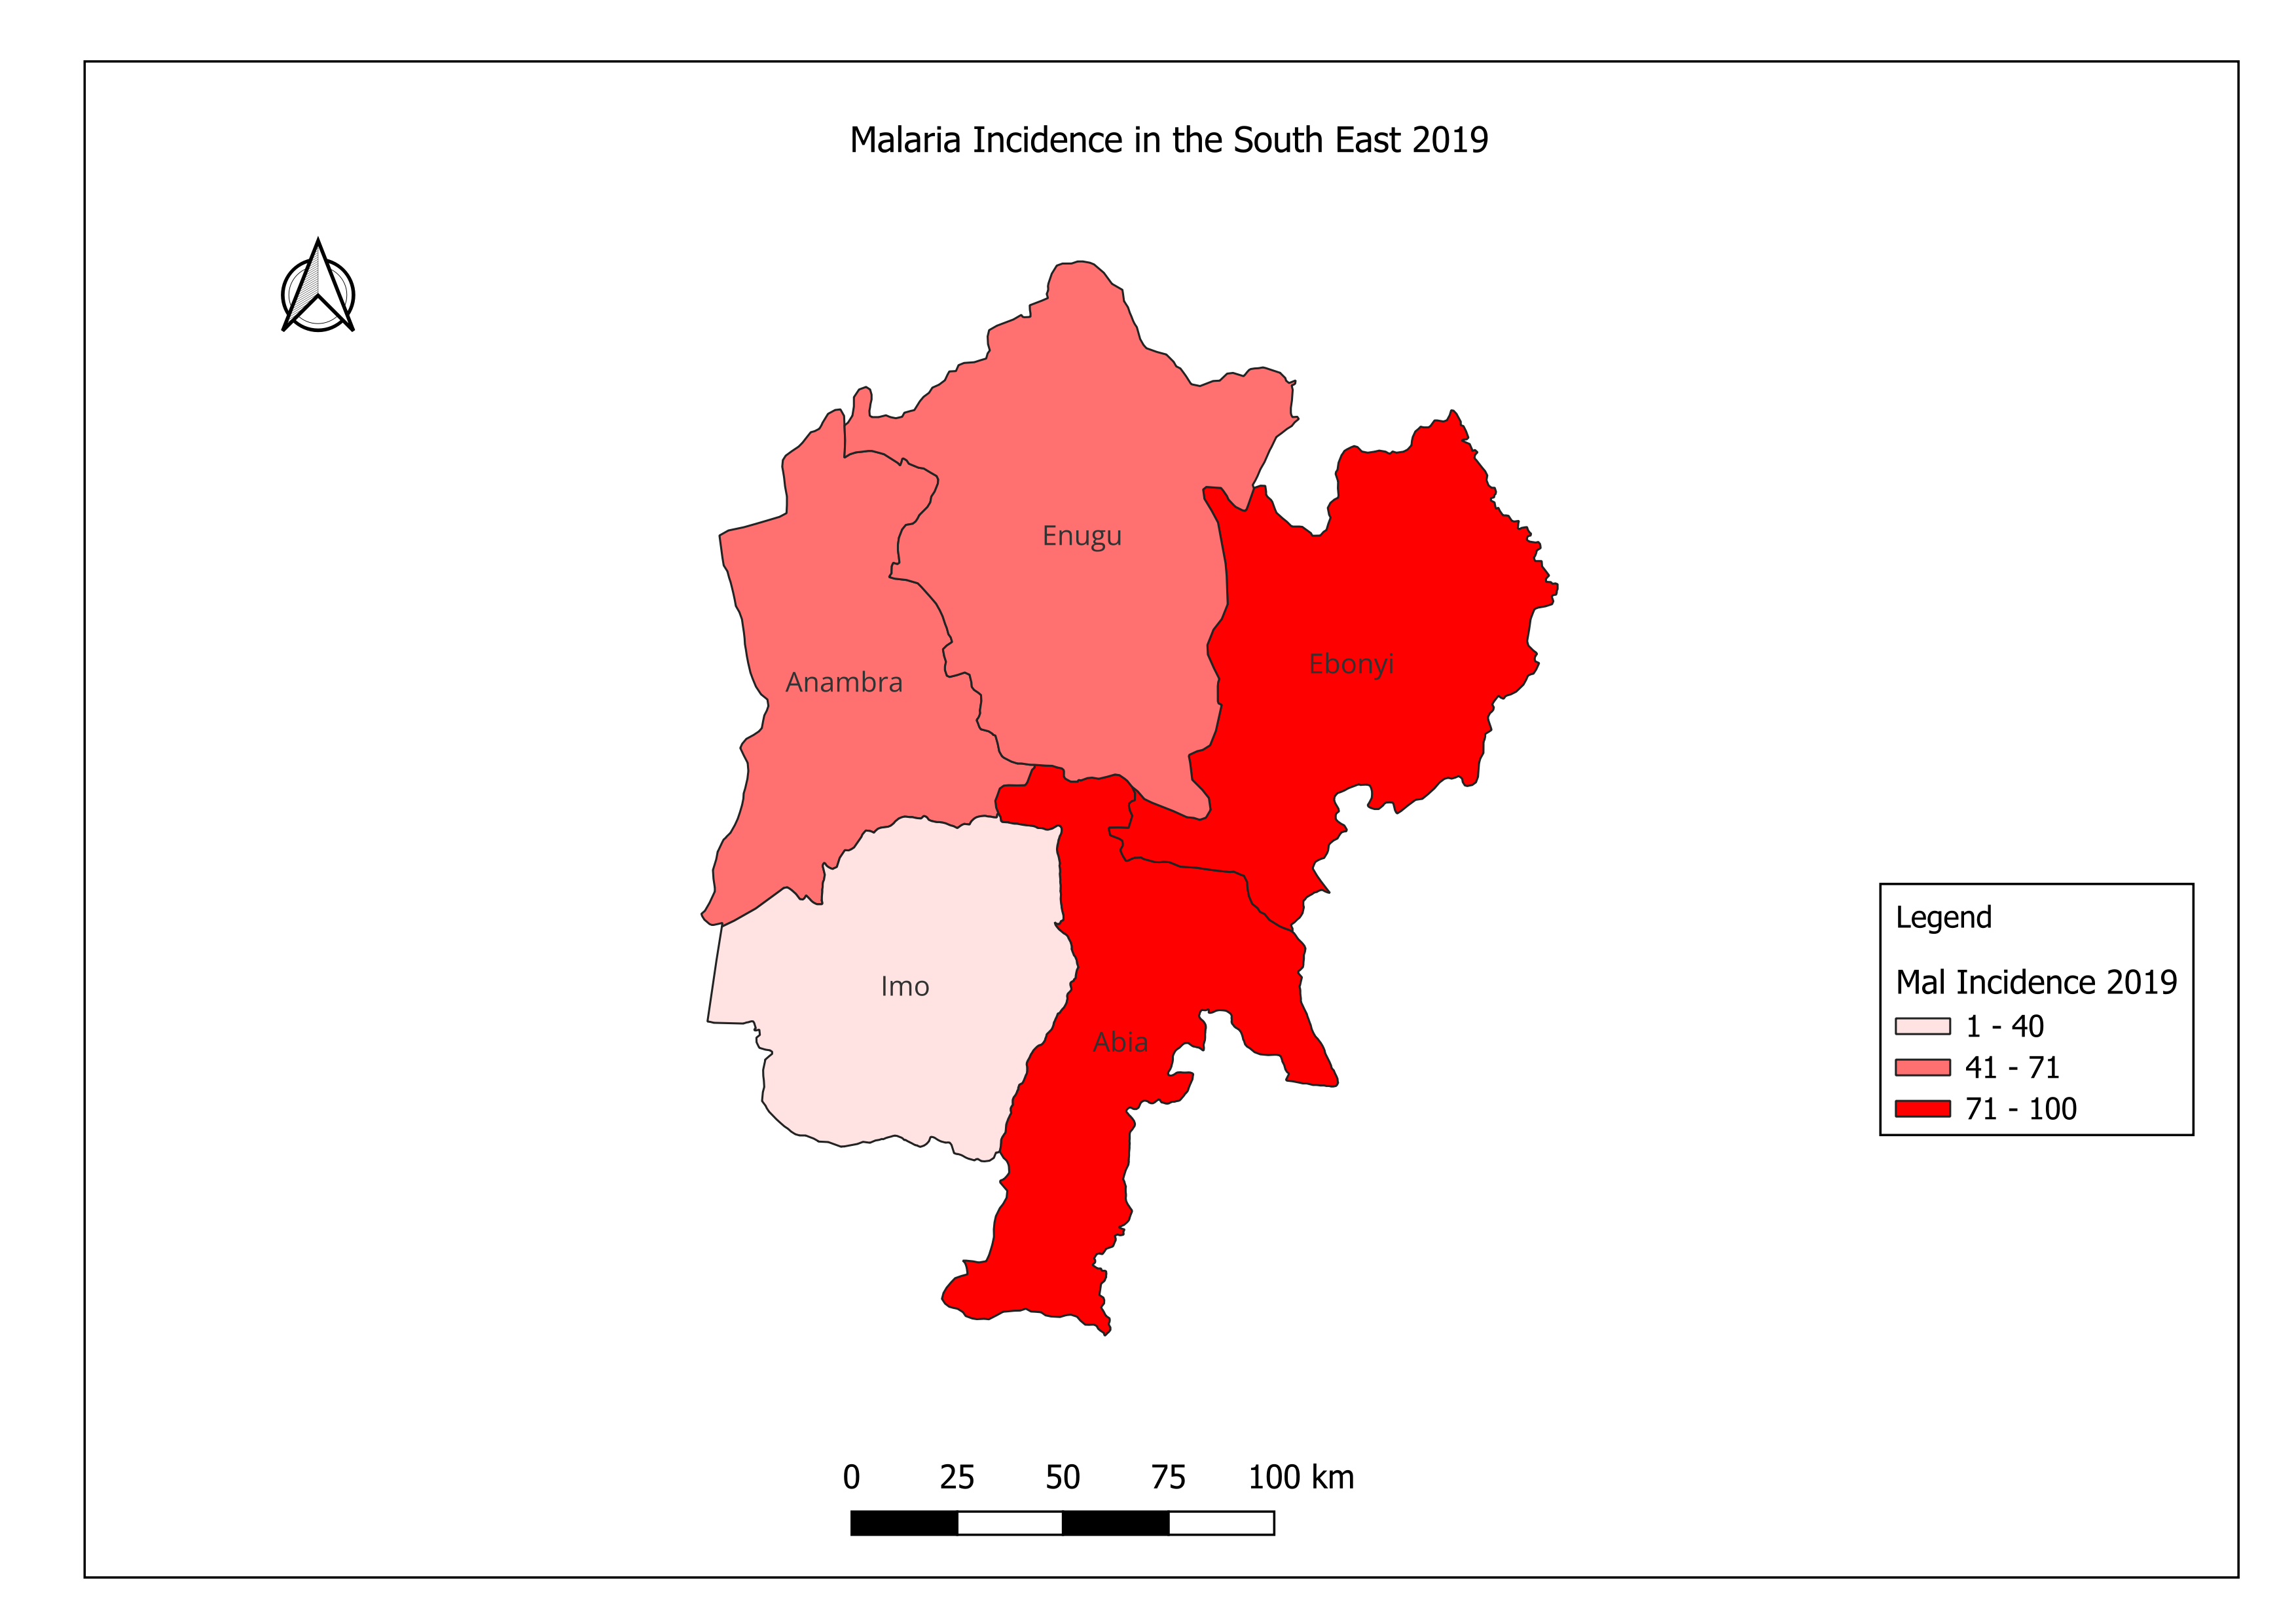 Malaria Incidence in the South East 2019
Enugu
Ebonyi
Anambra
Imo
Abia
Legend
Mal Incidence 2019
1 - 40
41 - 71
71 - 100
0 25 50 75 100 km